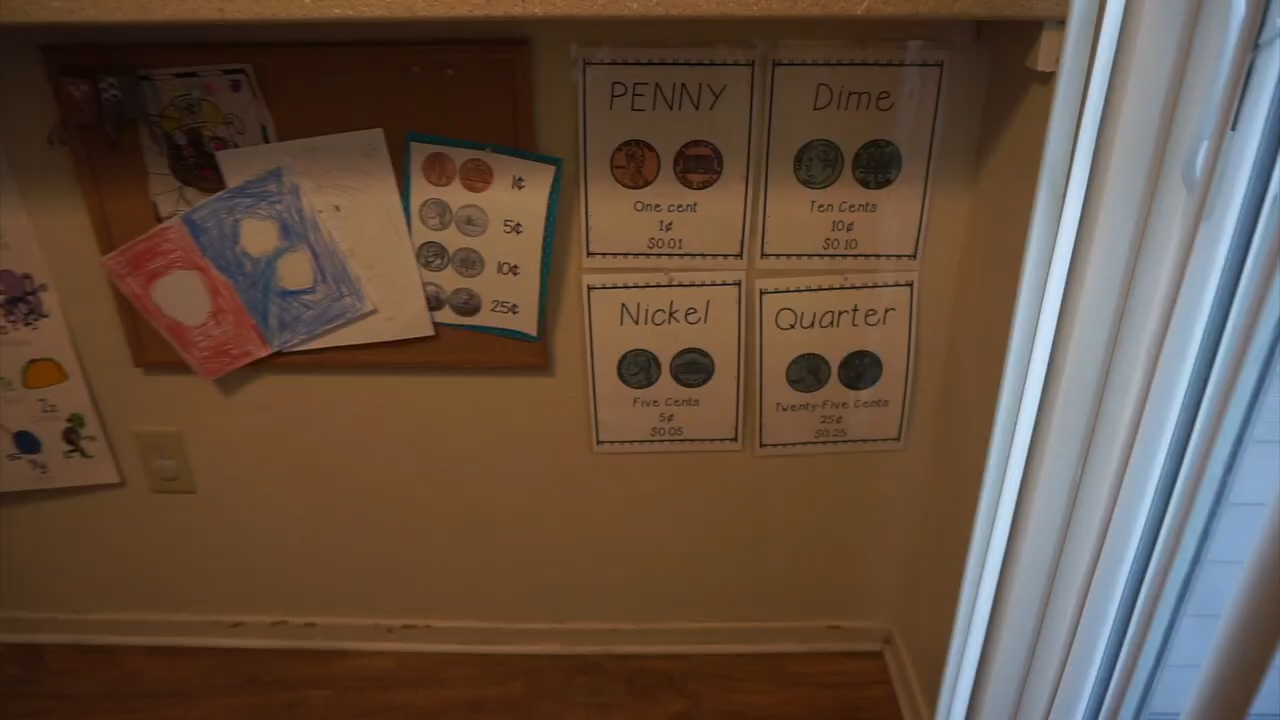 1¢
5¢
10¢
25¢
PENNY
One cent
1¢
$0.01
Dime
Ten Cents
10¢
$0.10
Nickel
Five Cents
5¢
$0.05
Quarter
Twenty-Five Cents
25¢
$0.25
Zz